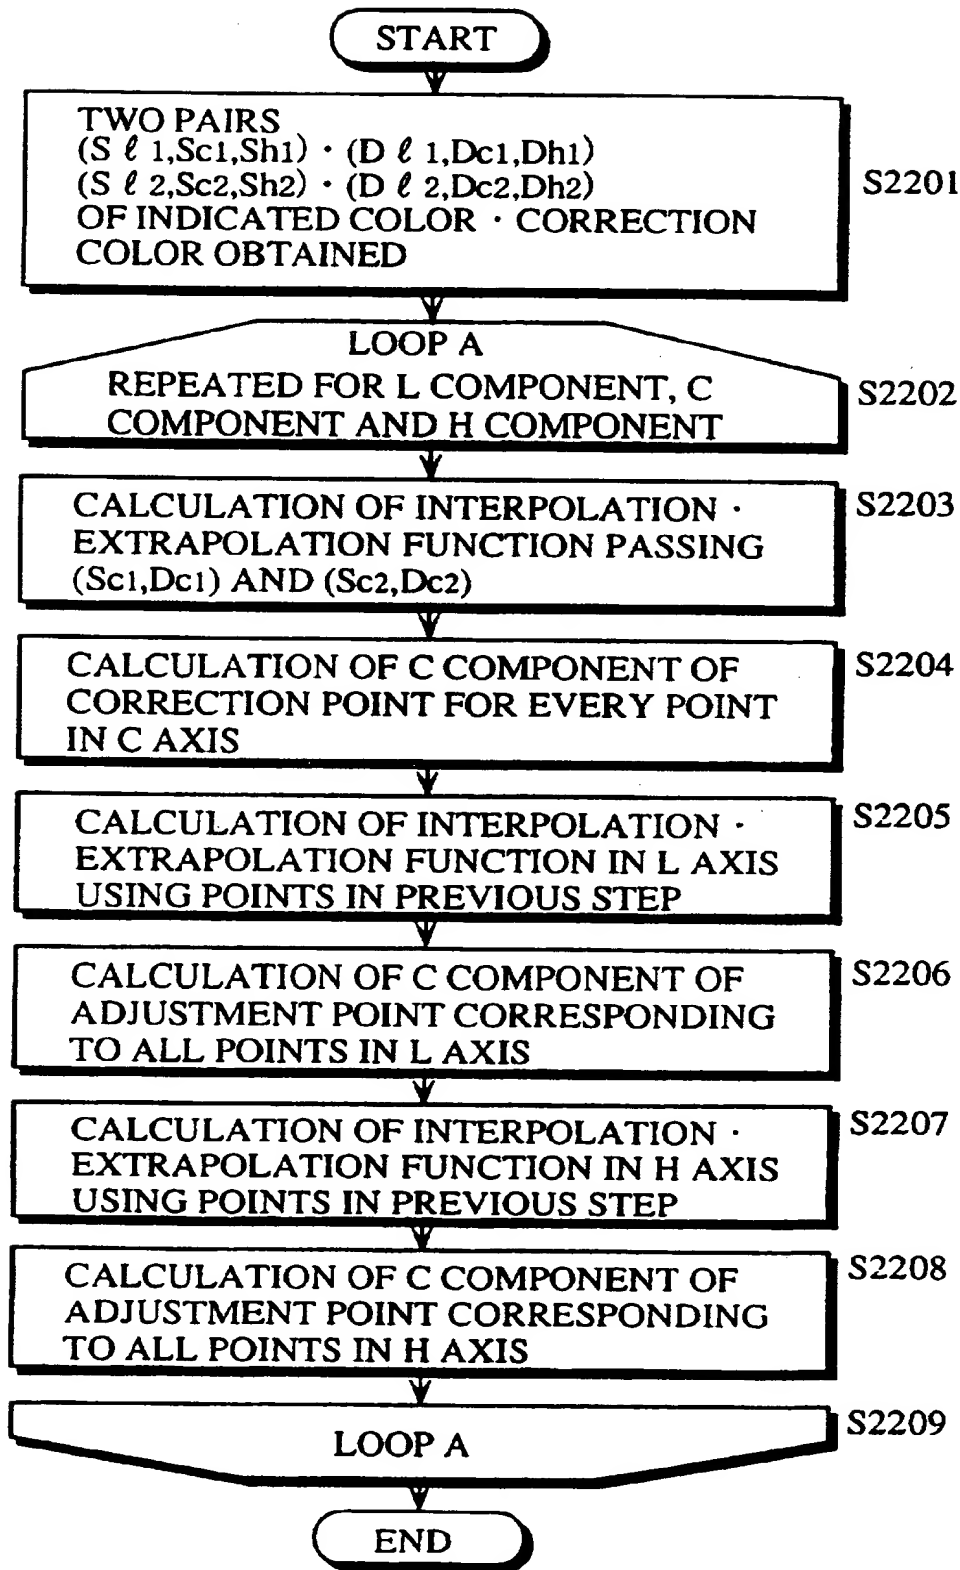 START
TWO PAIRS
(S ℓ 1,Sc1,Sh1) · (D ℓ 1,Dc1,Dh1)
(S ℓ 2,Sc2,Sh2) · (D ℓ 2,Dc2,Dh2)
OF INDICATED COLOR · CORRECTION
COLOR OBTAINED
S2201
LOOP A
REPEATED FOR L COMPONENT, C
COMPONENT AND H COMPONENT
S2202
CALCULATION OF INTERPOLATION ·
EXTRAPOLATION FUNCTION PASSING
(Sc1,Dc1) AND (Sc2,Dc2)
S2203
CALCULATION OF C COMPONENT OF
CORRECTION POINT FOR EVERY POINT
IN C AXIS
S2204
CALCULATION OF INTERPOLATION ·
EXTRAPOLATION FUNCTION IN L AXIS
USING POINTS IN PREVIOUS STEP
S2205
CALCULATION OF C COMPONENT OF
ADJUSTMENT POINT CORRESPONDING
TO ALL POINTS IN L AXIS
S2206
CALCULATION OF INTERPOLATION ·
EXTRAPOLATION FUNCTION IN H AXIS
USING POINTS IN PREVIOUS STEP
S2207
CALCULATION OF C COMPONENT OF
ADJUSTMENT POINT CORRESPONDING
TO ALL POINTS IN H AXIS
S2208
LOOP A
S2209
END